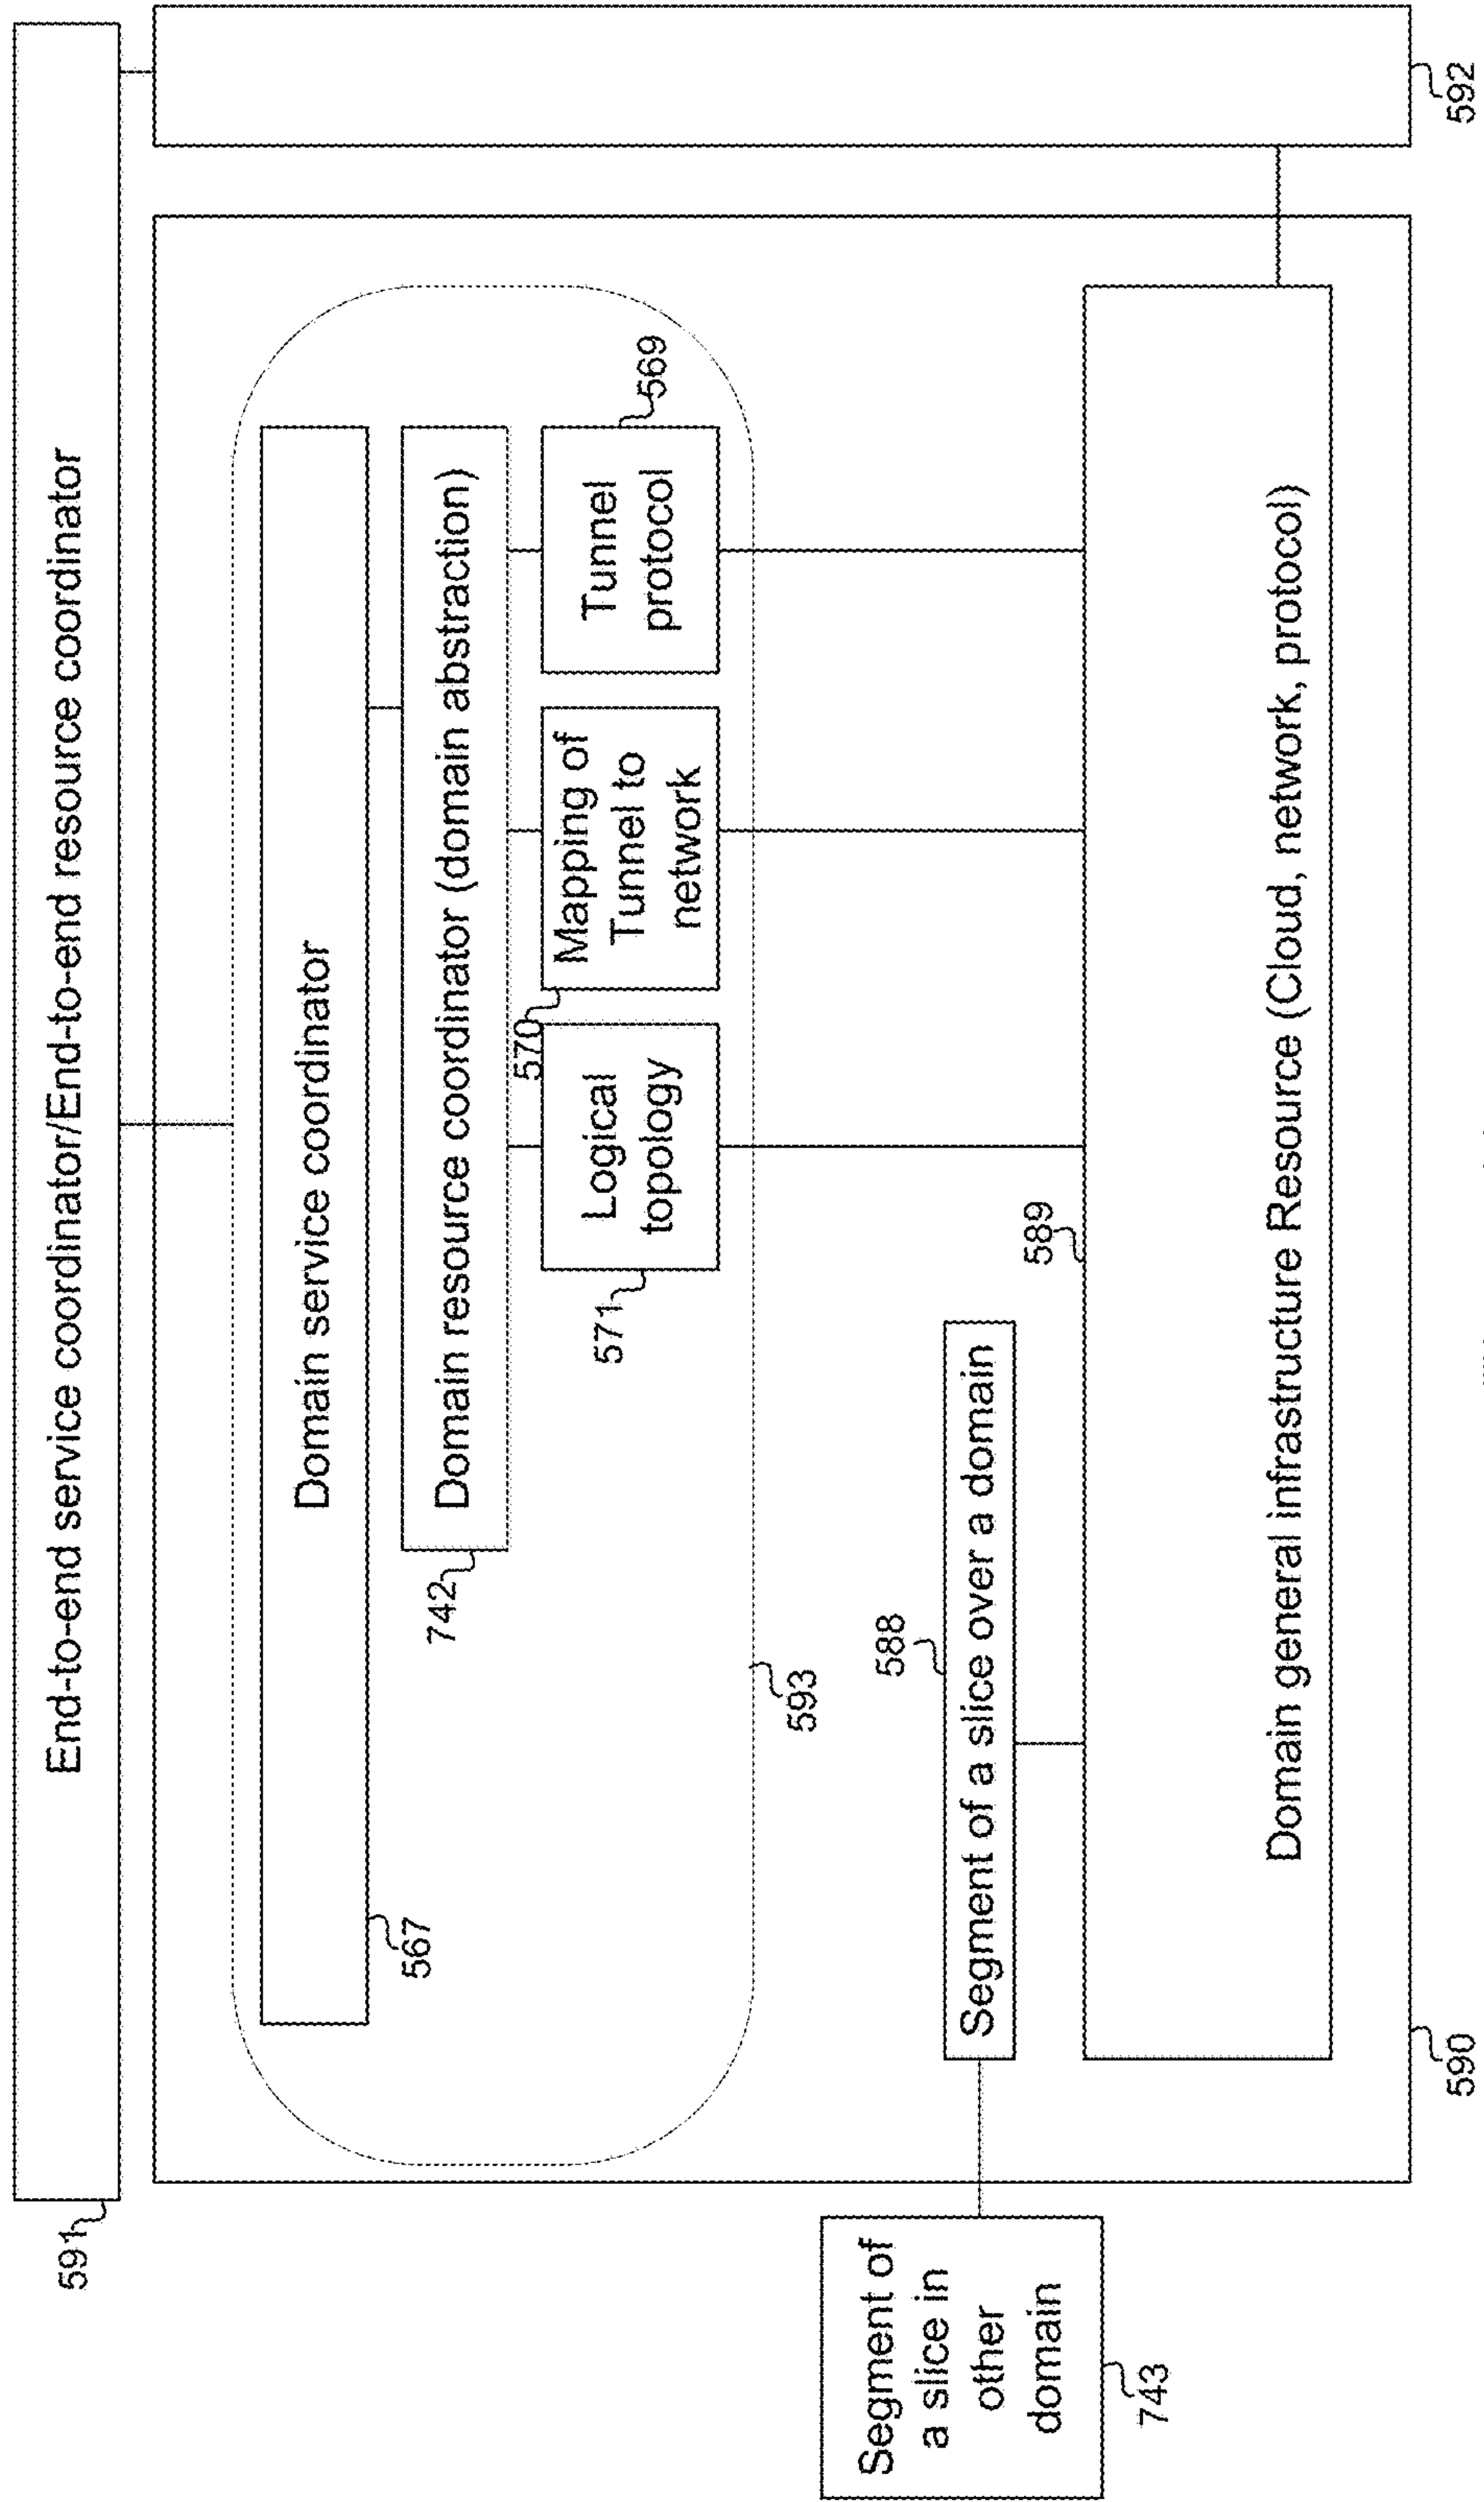 End-to-end service coordinator/End-to-end resource coordinator
591
Domain service coordinator
567
Domain resource coordinator (domain abstraction)
742
Logical
topology
571
Mapping of
Tunnel to
network
570
Tunnel
protocol
569
593
588
Segment of a slice over a domain
589
Domain general infrastructure Resource (Cloud, network, protocol)
Segment of
a slice in
other
domain
743
590
592